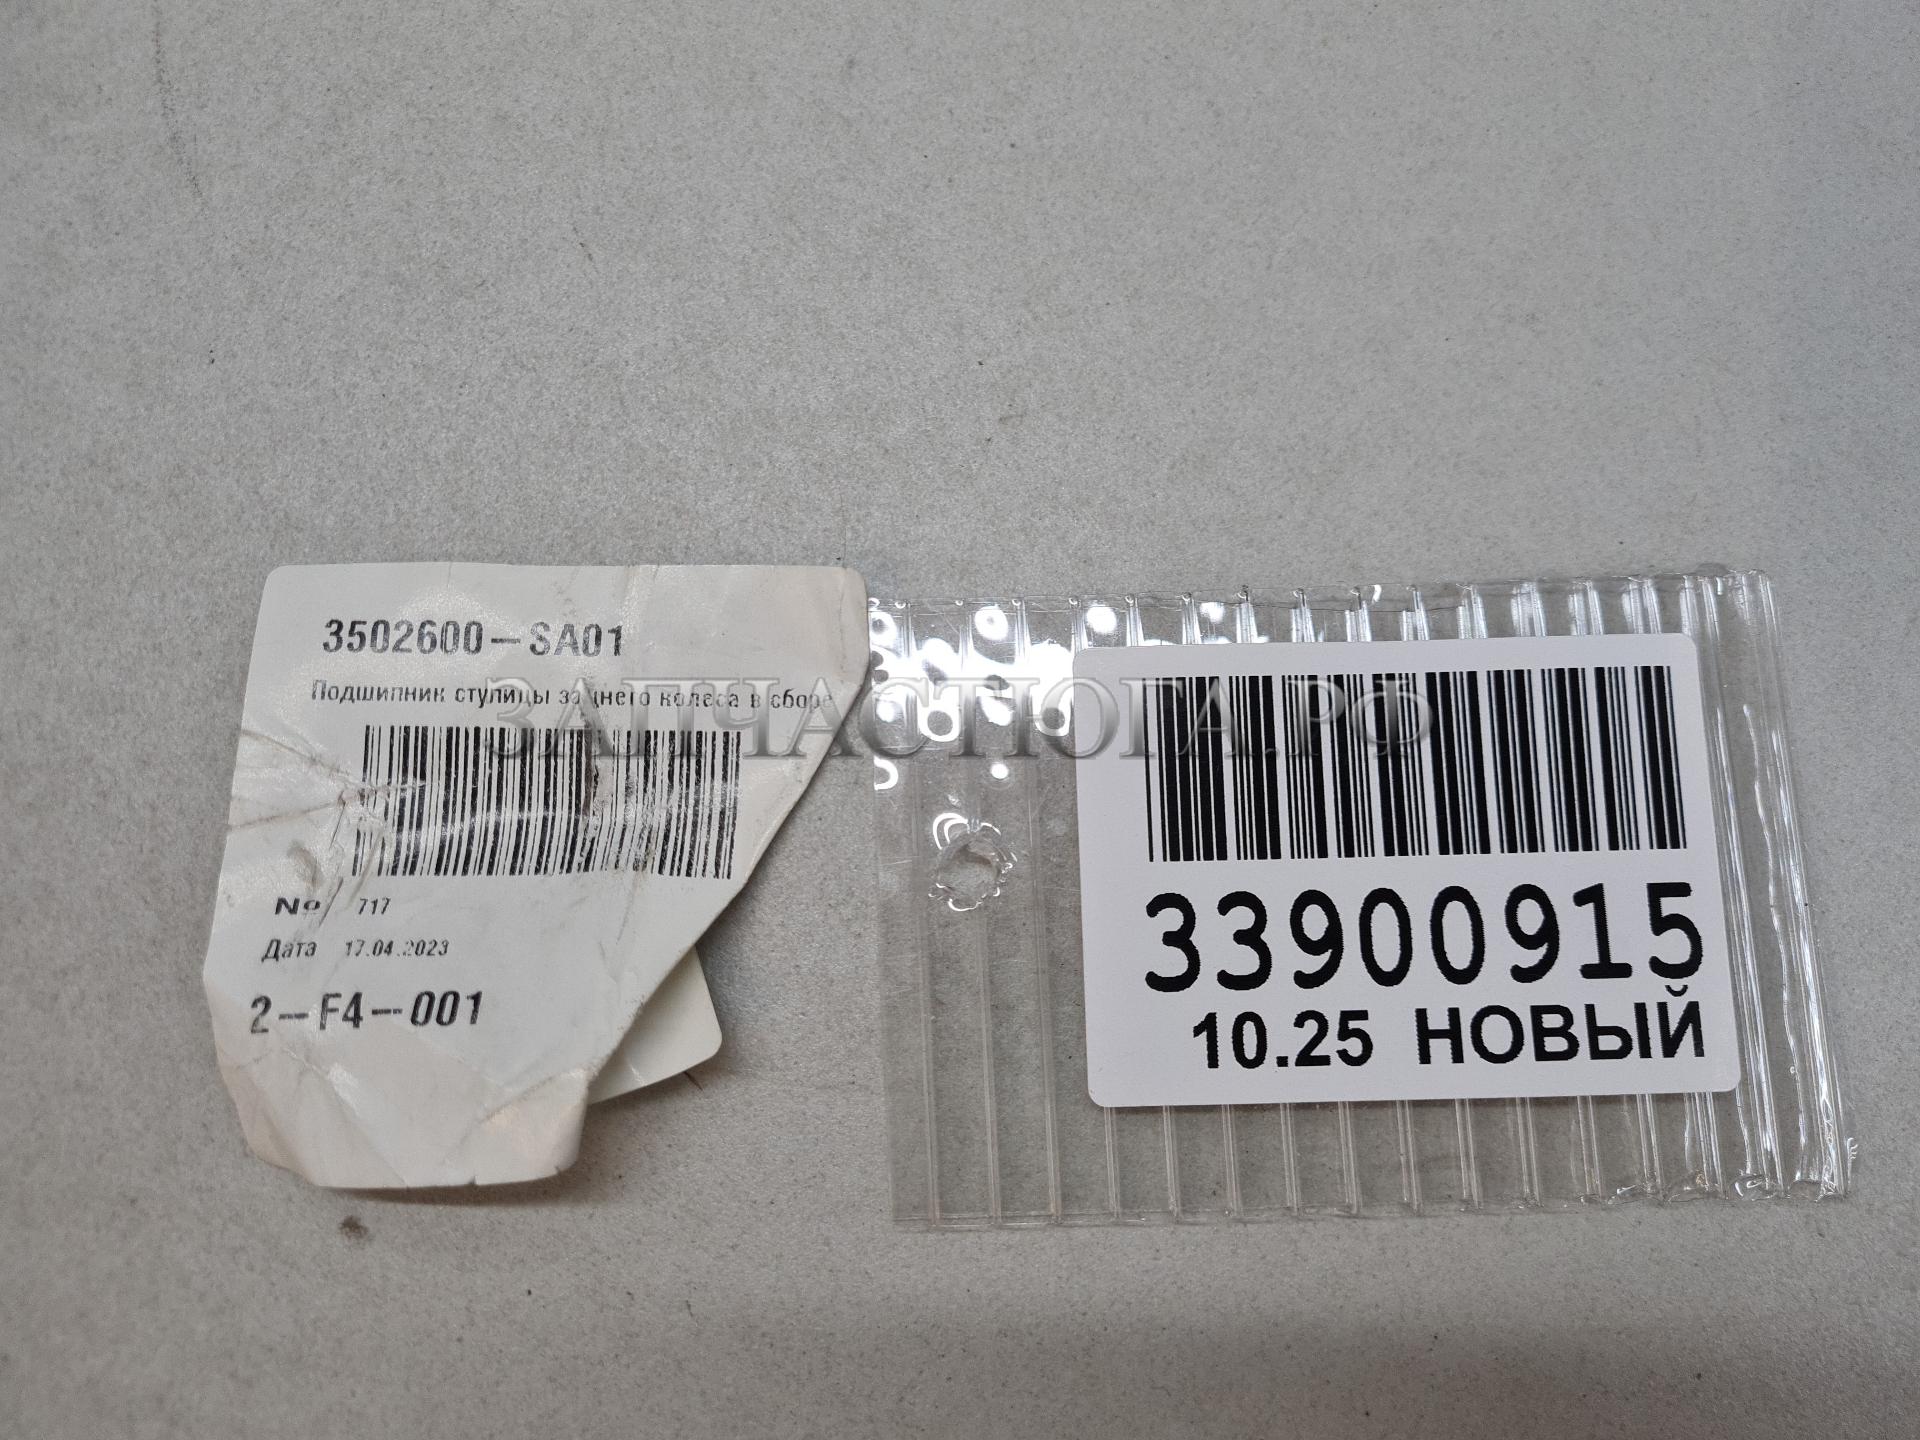 3502600-SA01
Подшипник ступицы заднего колеса в сборе
No 717
Дата 17.04.2023
2-F4-001
ЗАПЧАСТЮГА.РФ
33900915
10.25 НОВЫЙ